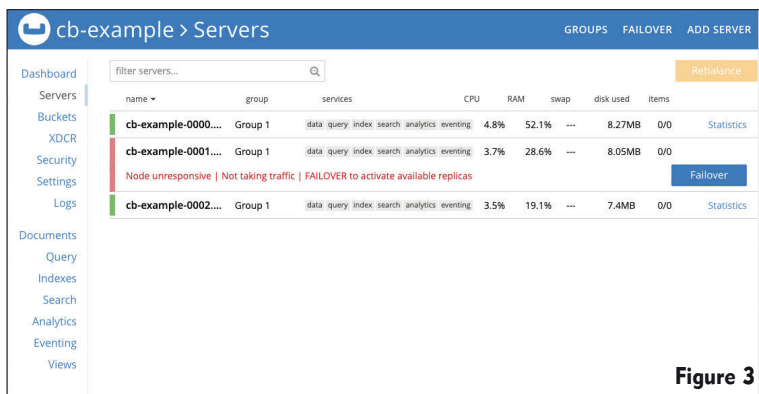 cb-example > Servers GROUPS FAILOVER ADD SERVER
Dashboard
Servers
Buckets
XDCR
Security
Settings
Logs
Documents
Query
Indexes
Search
Analytics
Eventing
Views
filter servers... Rebalance
name group services CPU RAM swap disk used items
cb-example-0000.... Group 1 data query index search analytics eventing 4.8% 52.1% --- 8.27MB 0/0 Statistics
cb-example-0001.... Group 1 data query index search analytics eventing 3.7% 28.6% --- 8.05MB 0/0
Node unresponsive | Not taking traffic | FAILOVER to activate available replicas Failover
cb-example-0002.... Group 1 data query index search analytics eventing 3.5% 19.1% --- 7.4MB 0/0 Statistics
Figure 3